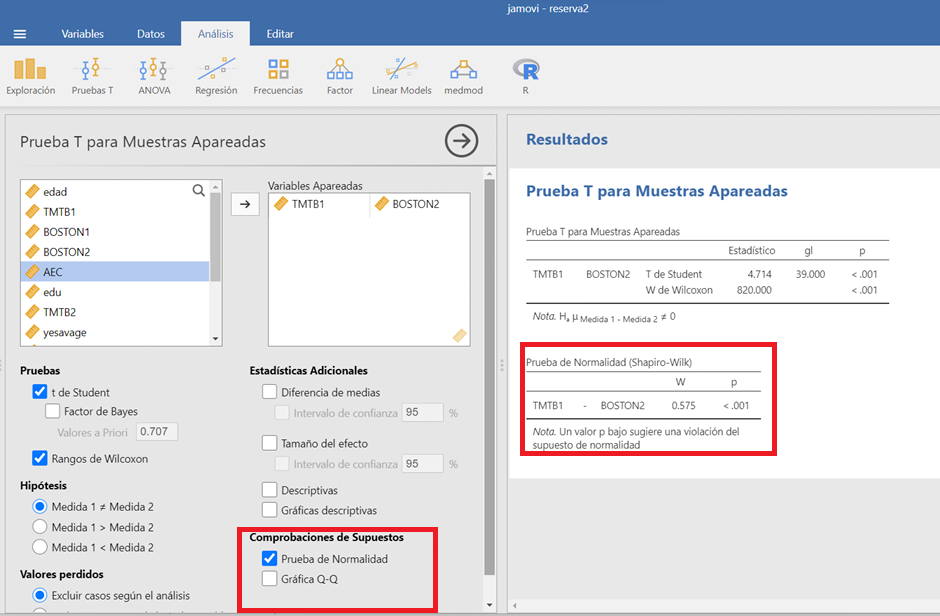 jamovi - reserva2
Variables Datos Análisis Editar
Exploración Pruebas T ANOVA Regresión Frecuencias Factor Linear Models medmod R
Prueba T para Muestras Apareadas
edad
TMTB1
BOSTON1
BOSTON2
AEC
edu
TMTB2
yesavage
Variables Apareadas
TMTB1 BOSTON2
Pruebas
t de Student
Factor de Bayes
Valores a Priori 0.707
Rangos de Wilcoxon
Hipótesis
Medida 1 ≠ Medida 2
Medida 1 > Medida 2
Medida 1 < Medida 2
Valores perdidos
Excluir casos según el análisis
Estadísticas Adicionales
Diferencia de medias
Intervalo de confianza 95 %
Tamaño del efecto
Intervalo de confianza 95 %
Descriptivas
Gráficas descriptivas
Comprobaciones de Supuestos
Prueba de Normalidad
Gráfica Q-Q
Resultados
Prueba T para Muestras Apareadas
Prueba T para Muestras Apareadas
Estadístico gl p
TMTB1 BOSTON2 T de Student 4.714 39.000 < .001
W de Wilcoxon 820.000 < .001
Nota. Hₐ μ Medida 1 - Medida 2 ≠ 0
Prueba de Normalidad (Shapiro-Wilk)
W p
TMTB1 - BOSTON2 0.575 < .001
Nota. Un valor p bajo sugiere una violación del
supuesto de normalidad